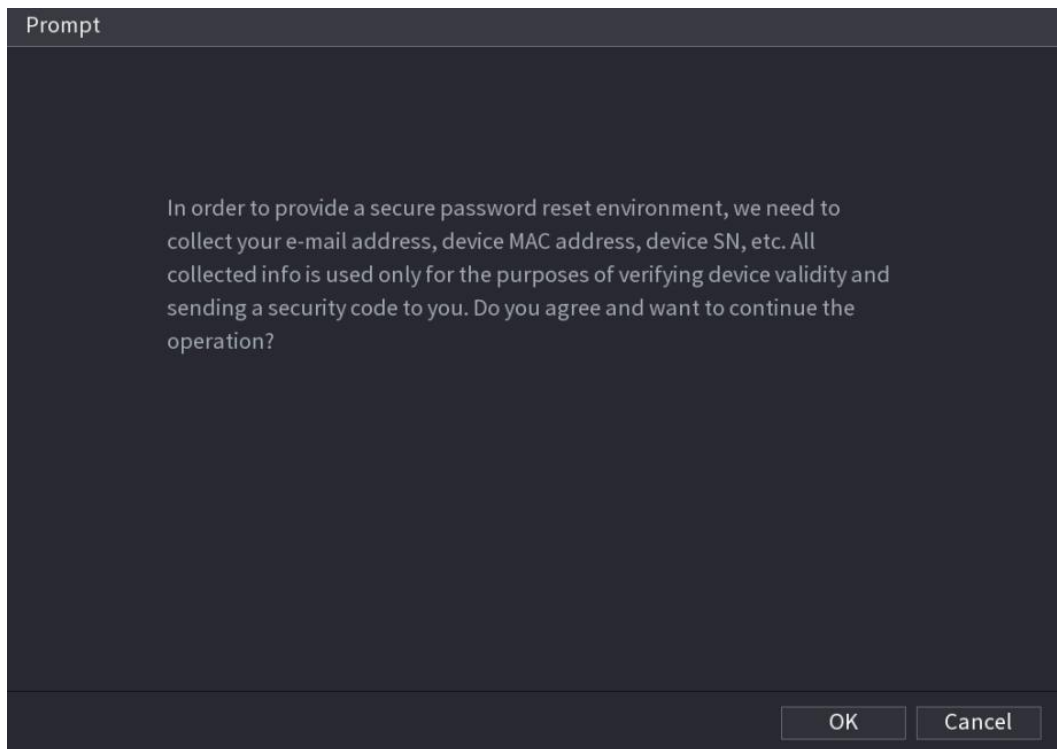 Prompt
In order to provide a secure password reset environment, we need to
collect your e-mail address, device MAC address, device SN, etc. All
collected info is used only for the purposes of verifying device validity and
sending a security code to you. Do you agree and want to continue the
operation?
OK Cancel